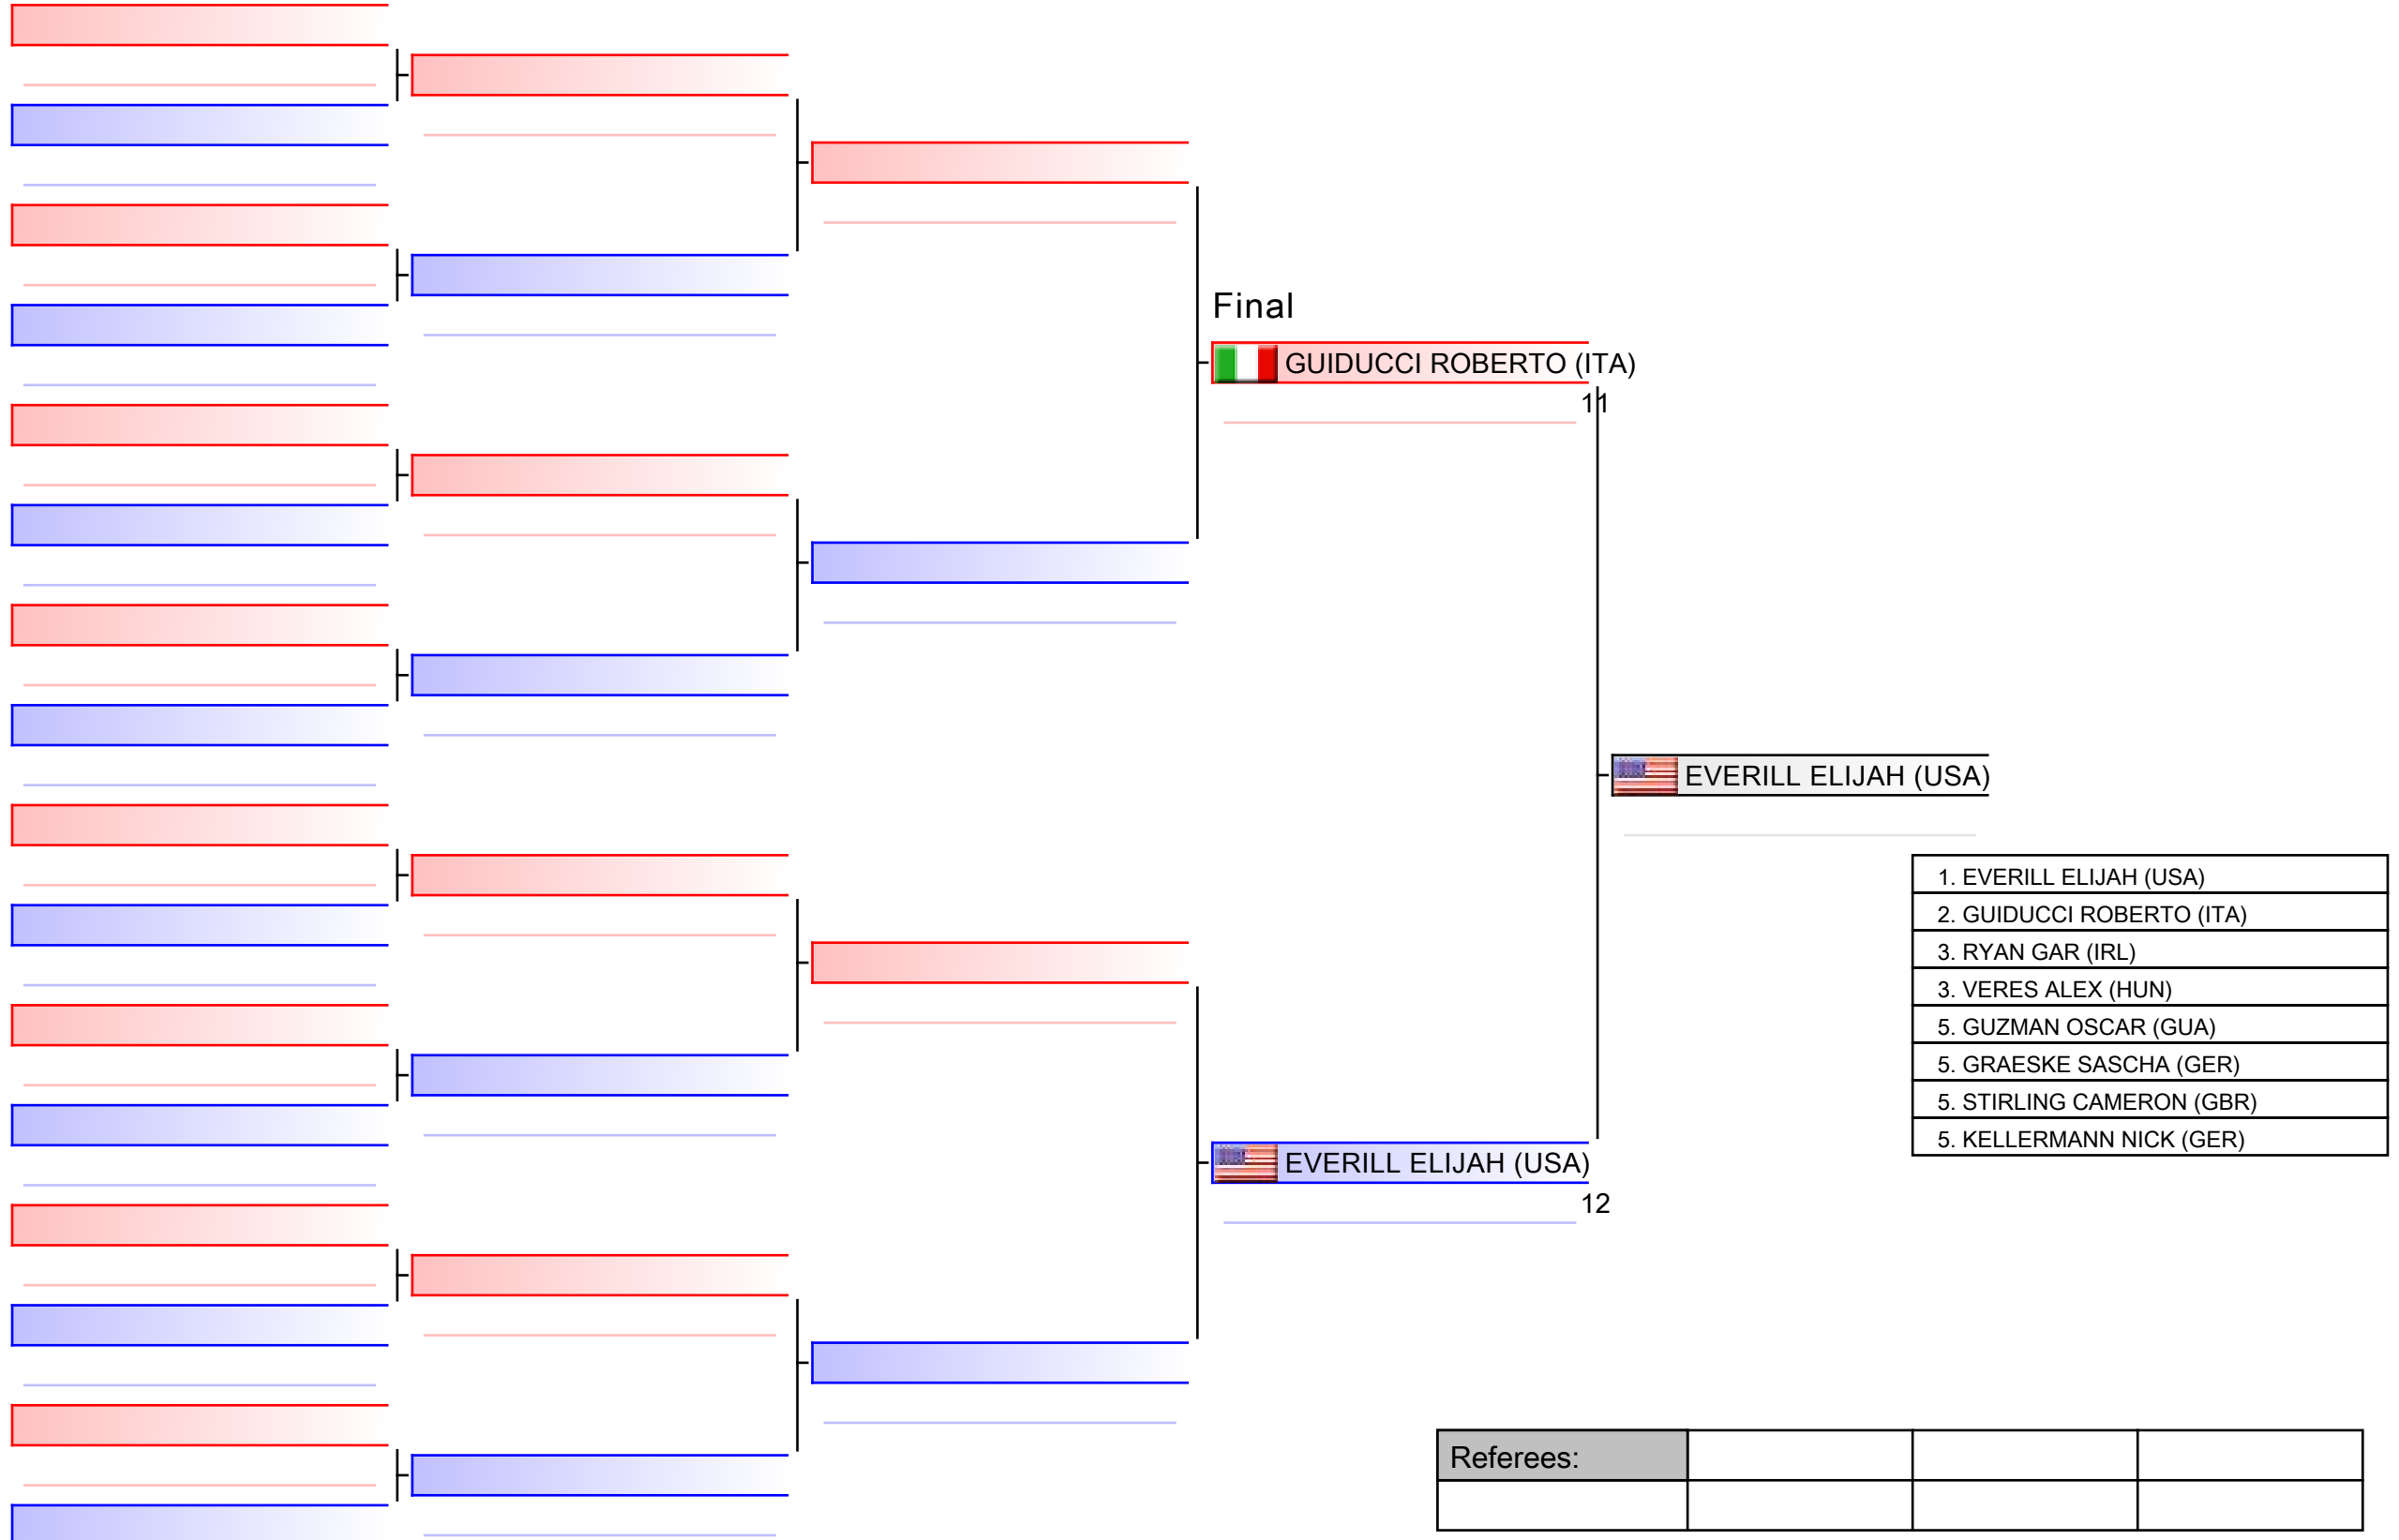 Final
GUIDUCCI ROBERTO (ITA)
11
EVERILL ELIJAH (USA)
1. EVERILL ELIJAH (USA)
2. GUIDUCCI ROBERTO (ITA)
3. RYAN GAR (IRL)
3. VERES ALEX (HUN)
5. GUZMAN OSCAR (GUA)
5. GRAESKE SASCHA (GER)
5. STIRLING CAMERON (GBR)
5. KELLERMANN NICK (GER)
EVERILL ELIJAH (USA)
12
Referees: